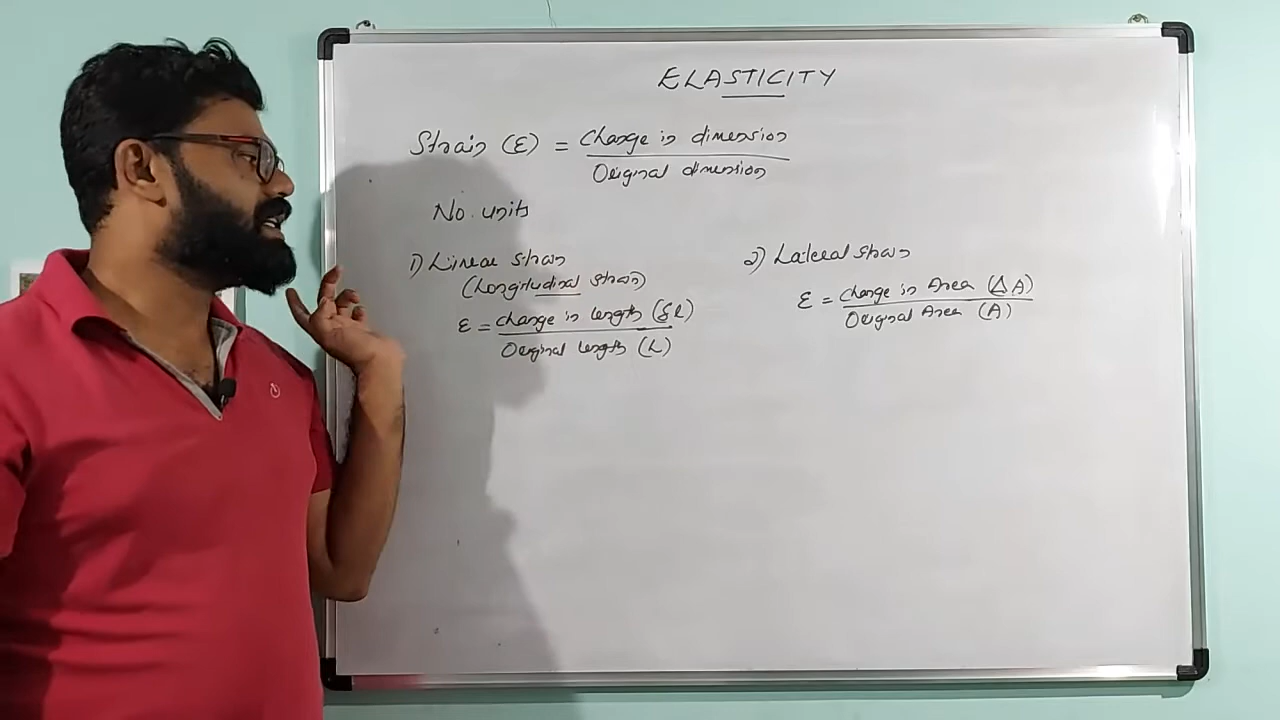 ELASTICITY
Strain (ε) = Change in dimension
Original dimension
No. units
1) Linear strain
(Longitudinal strain)
ε = change in length (δl)
Original length (L)
2) Lateral strain
ε = change in Area (ΔA)
Original Area (A)